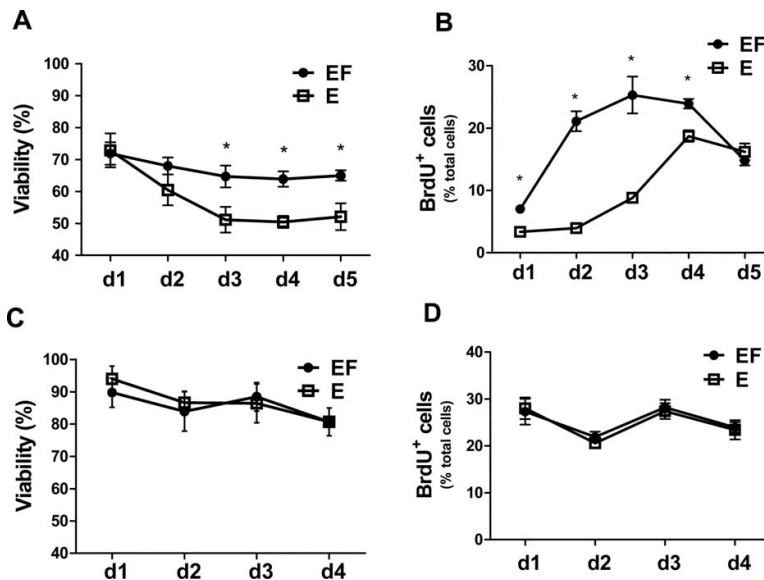 A
Viability (%)
100
90
80
70
60
50
40
EF
E
*
*
*
d1 d2 d3 d4 d5
B
BrdU⁺ cells
(% total cells)
30
20
10
0
EF
E
*
*
*
*
d1 d2 d3 d4 d5
C
Viability (%)
100
90
80
70
60
50
40
EF
E
d1 d2 d3 d4
D
BrdU⁺ cells
(% total cells)
40
30
20
10
0
EF
E
d1 d2 d3 d4